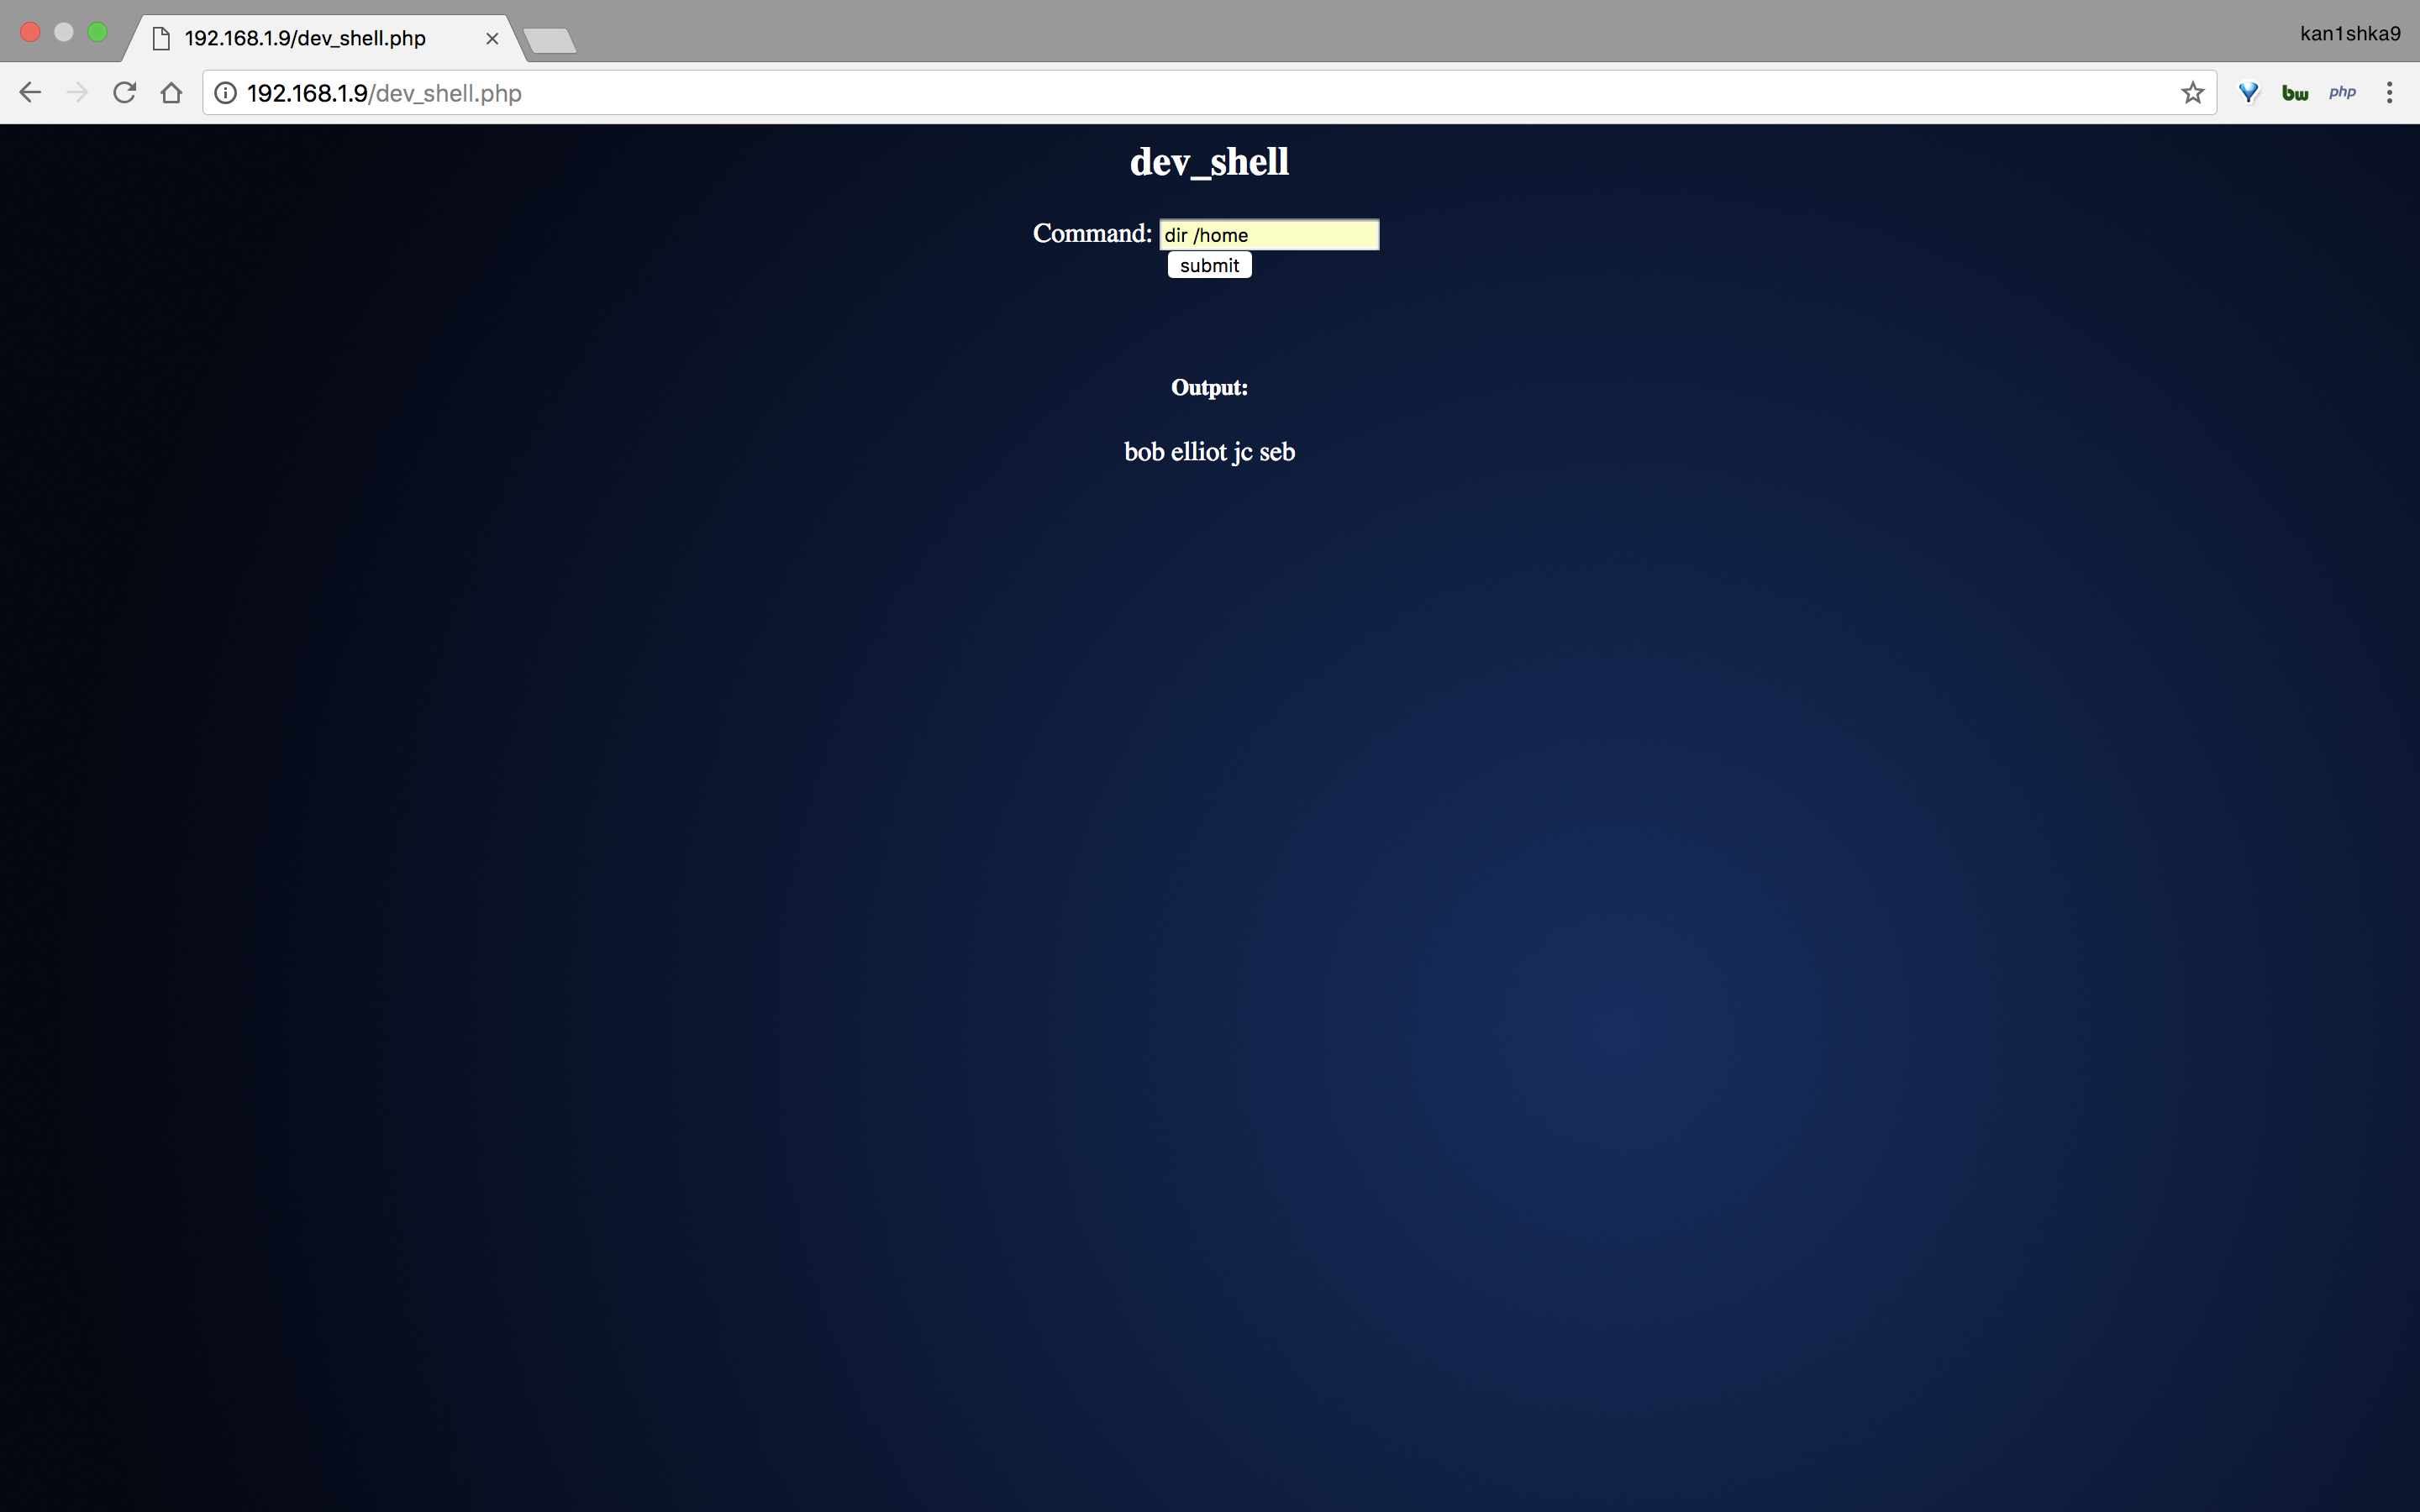 192.168.1.9/dev_shell.php
kan1shka9
192.168.1.9/dev_shell.php
bw
php
dev_shell
Command: dir /home
submit
Output:
bob elliot jc seb